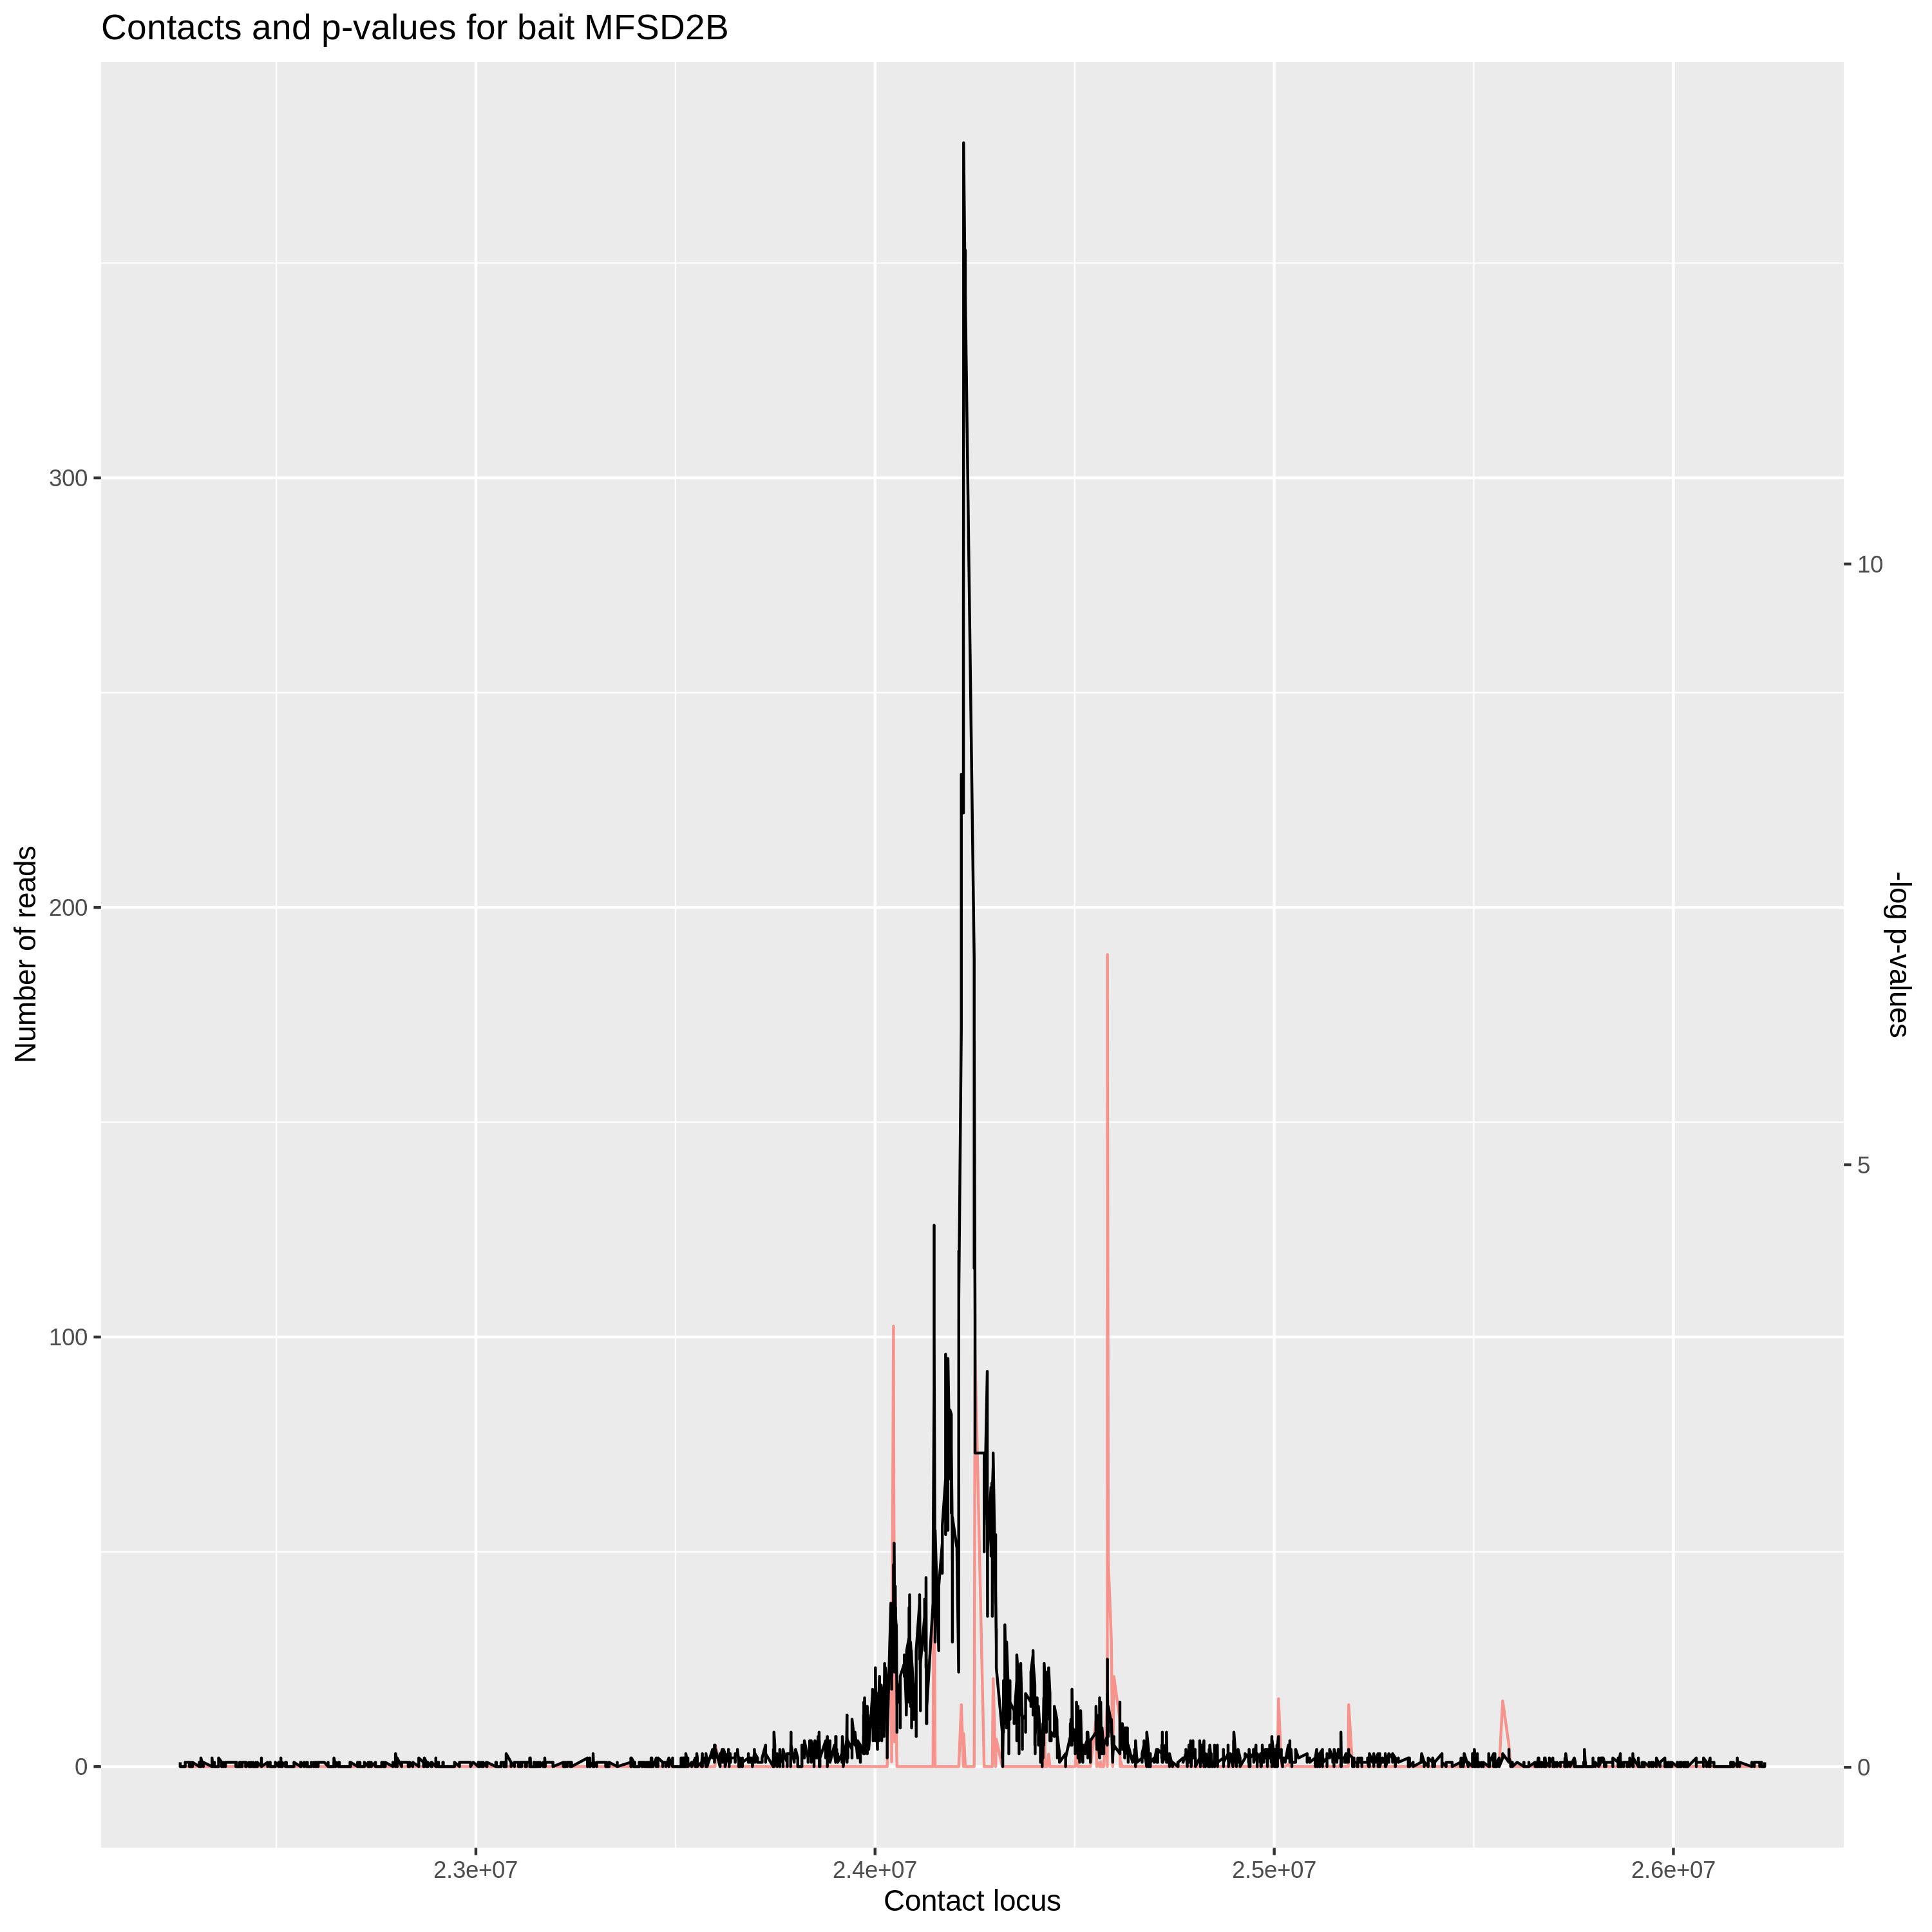 Contacts and p-values for bait MFSD2B
Number of reads
300
200
100
0
10
5
0
-log p-values
2.3e+07
2.4e+07
2.5e+07
2.6e+07
Contact locus